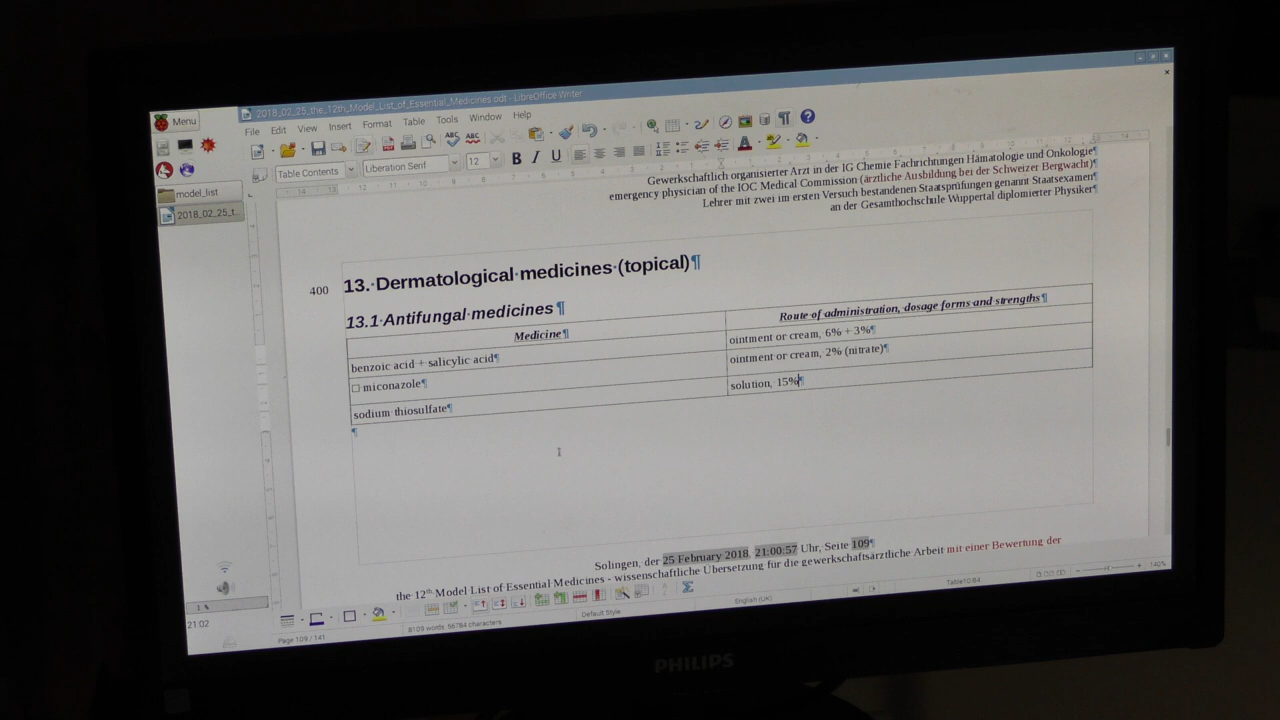 2018_02_25_the_12th_Model_List_of_Essential_Medicines.odt - LibreOffice Writer
Menu
File Edit View Insert Format Table Tools Window Help
Table Contents Liberation Serif 12
model_list
2018_02_25_t...
Gewerkschaftlich organisierter Arzt in der IG Chemie Fachrichtungen Hämatologie und Onkologie¶
emergency physician of the IOC Medical Commission (ärztliche Ausbildung bei der Schweizer Bergwacht)¶
Lehrer mit zwei im ersten Versuch bestandenen Staatsprüfungen genannt Staatsexamen¶
an der Gesamthochschule Wuppertal diplomierter Physiker¶
400
13. Dermatological medicines (topical)¶
13.1 Antifungal medicines¶
Medicine¶ Route of administration, dosage forms and strengths¶
benzoic acid + salicylic acid¶ ointment or cream, 6% + 3%¶
□ miconazole¶ ointment or cream, 2% (nitrate)¶
sodium thiosulfate¶ solution, 15%¶
¶
Solingen, der 25 February 2018, 21:00:57 Uhr, Seite 109¶
the 12th Model List of Essential Medicines - wissenschaftliche Übersetzung für die gewerkschaftsärztliche Arbeit mit einer Bewertung der
1 %
21:02
Page 109 / 141 8109 words, 56784 characters Default Style English (UK) Table10:B4 140%
PHILIPS